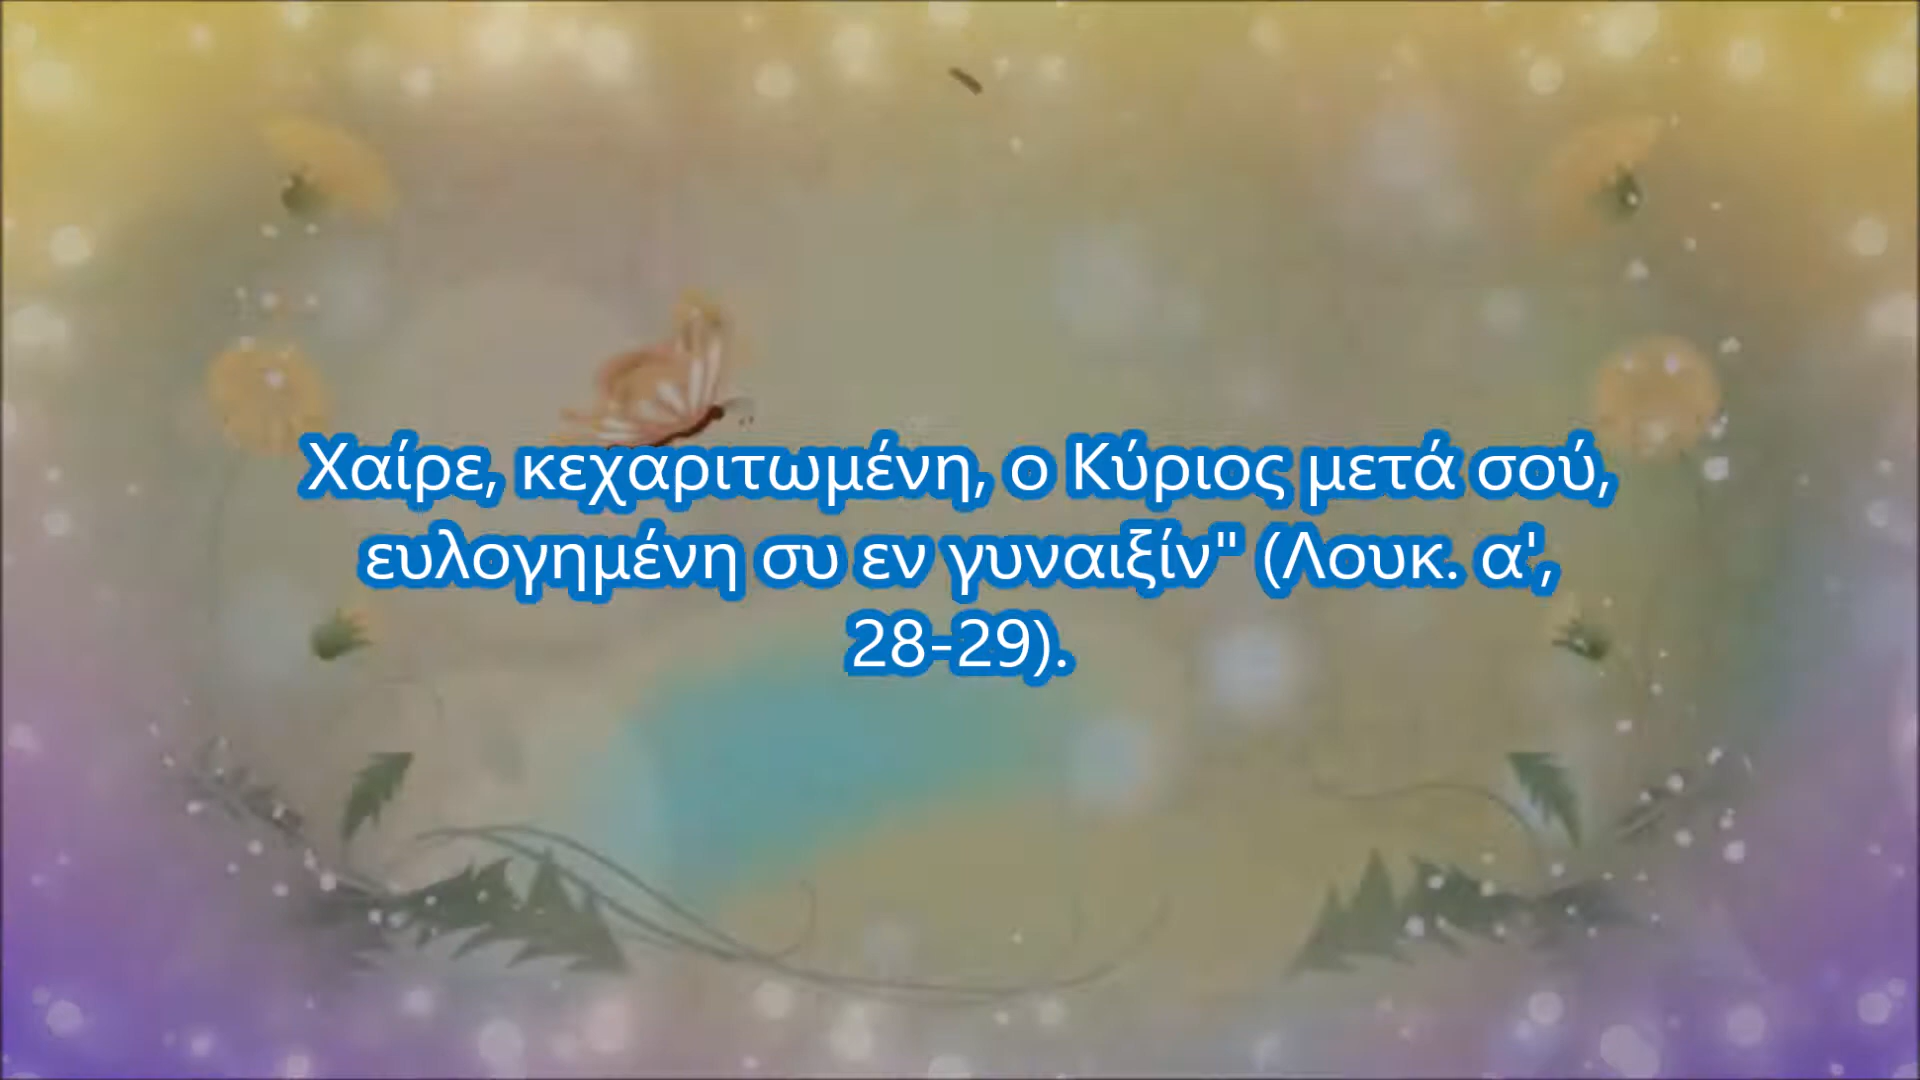 Χαίρε, κεχαριτωμένη, ο Κύριος μετά σού,
ευλογημένη συ εν γυναιξίν" (Λουκ. α',
28-29).